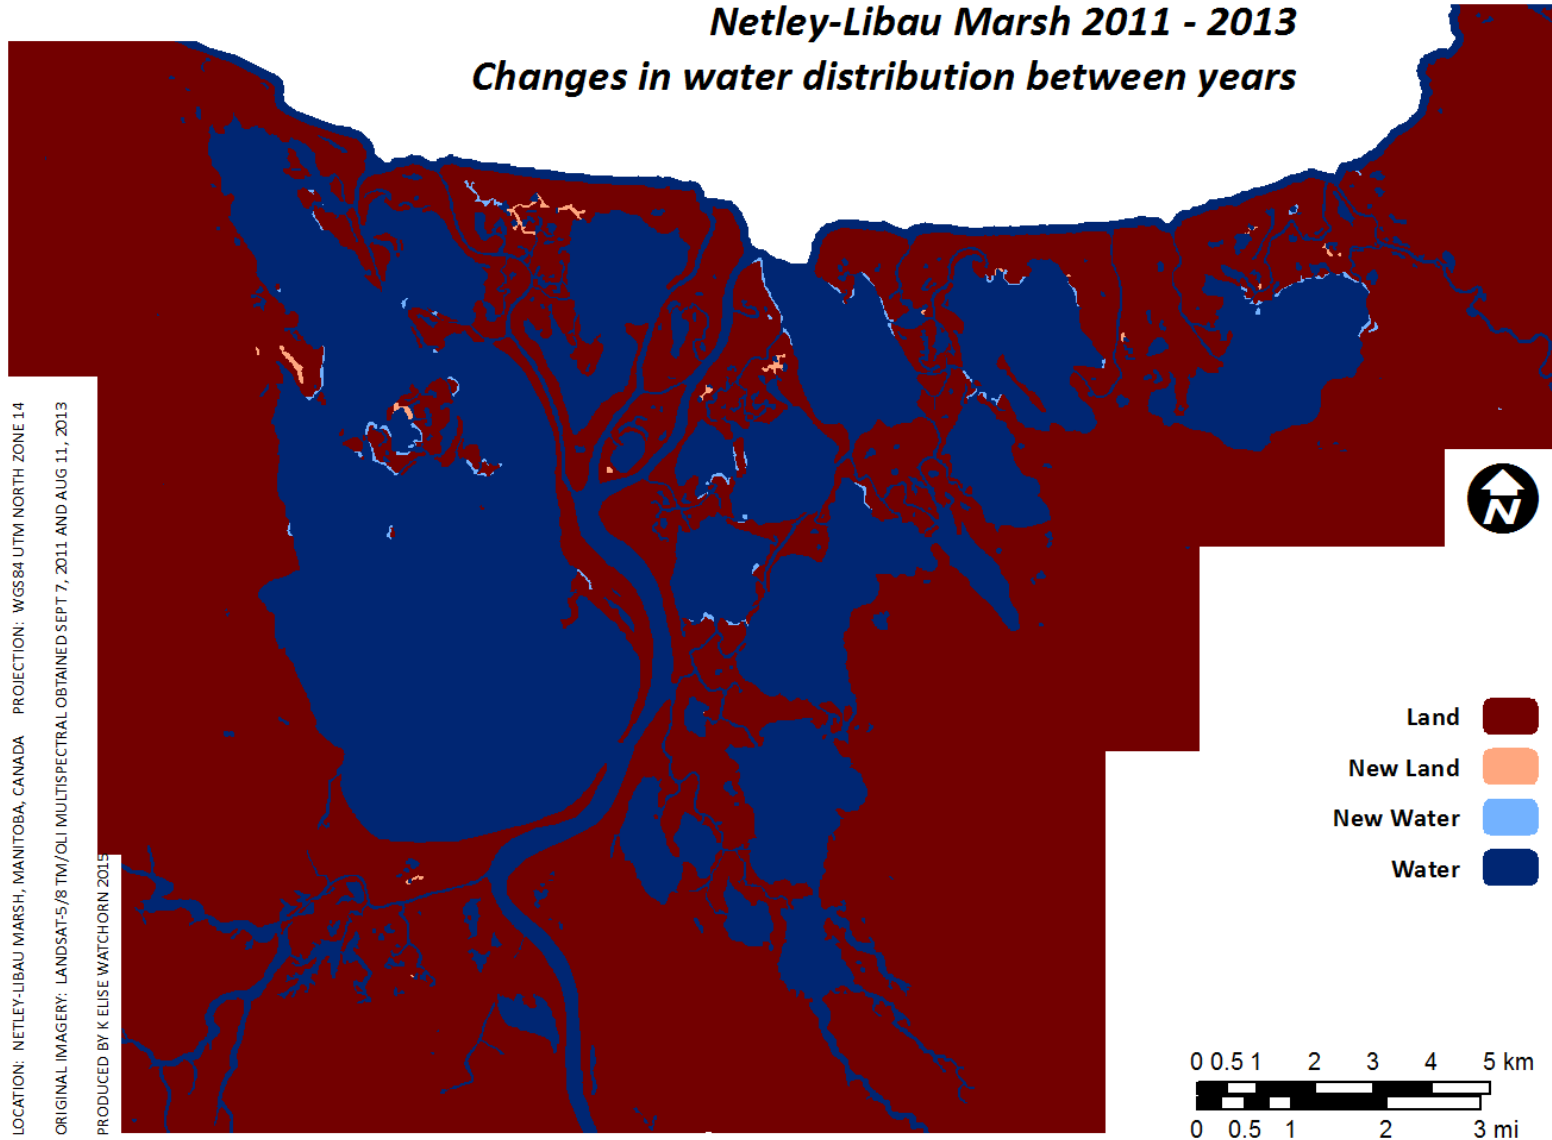 Netley-Libau Marsh 2011 - 2013
Changes in water distribution between years
LOCATION: NETLEY-LIBAU MARSH, MANITOBA, CANADA PROJECTION: WGS84 UTM NORTH ZONE 14
ORIGINAL IMAGERY: LANDSAT-5/8 TM/OLI MULTISPECTRAL OBTAINED SEPT 7, 2011 AND AUG 11, 2013
PRODUCED BY K ELISE WATCHORN 2015
N
Land
New Land
New Water
Water
0 0.5 1 2 3 4 5 km
0 0.5 1 2 3 mi